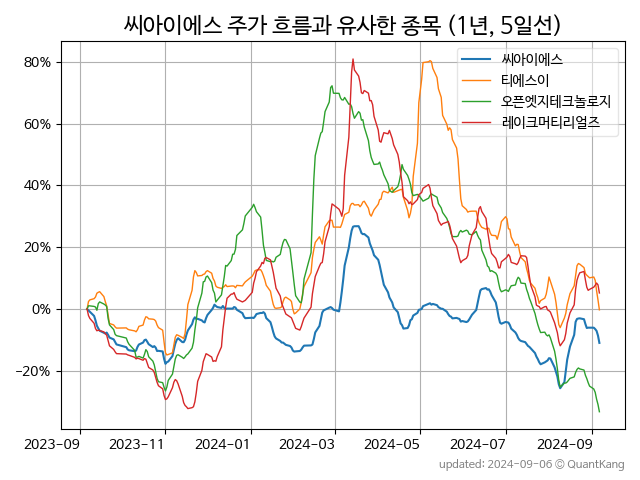 씨아이에스 주가 흐름과 유사한 종목 (1년, 5일선)
씨아이에스
티에스이
오픈엣지테크놀로지
레이크머티리얼즈
80%
60%
40%
20%
0%
−20%
2023-09 2023-11 2024-01 2024-03 2024-05 2024-07 2024-09
updated: 2024-09-06 © QuantKang